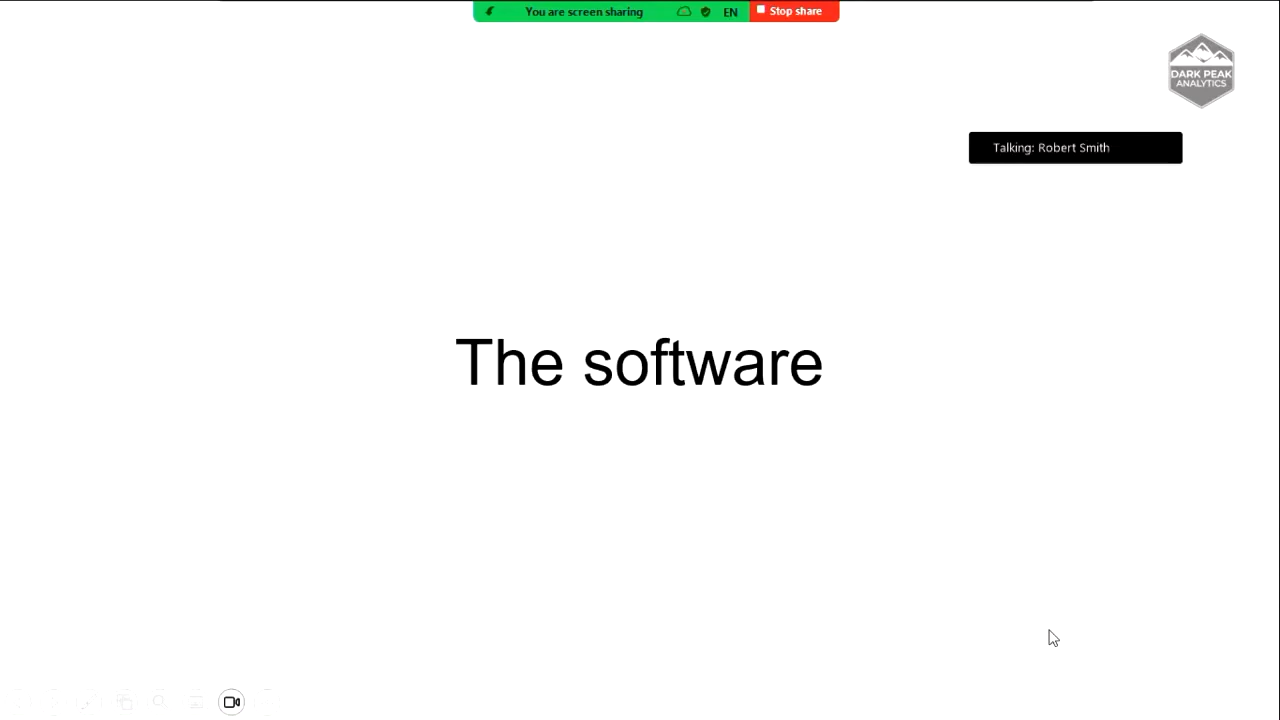 You are screen sharing EN Stop share
DARK PEAK
ANALYTICS
Talking: Robert Smith
The software